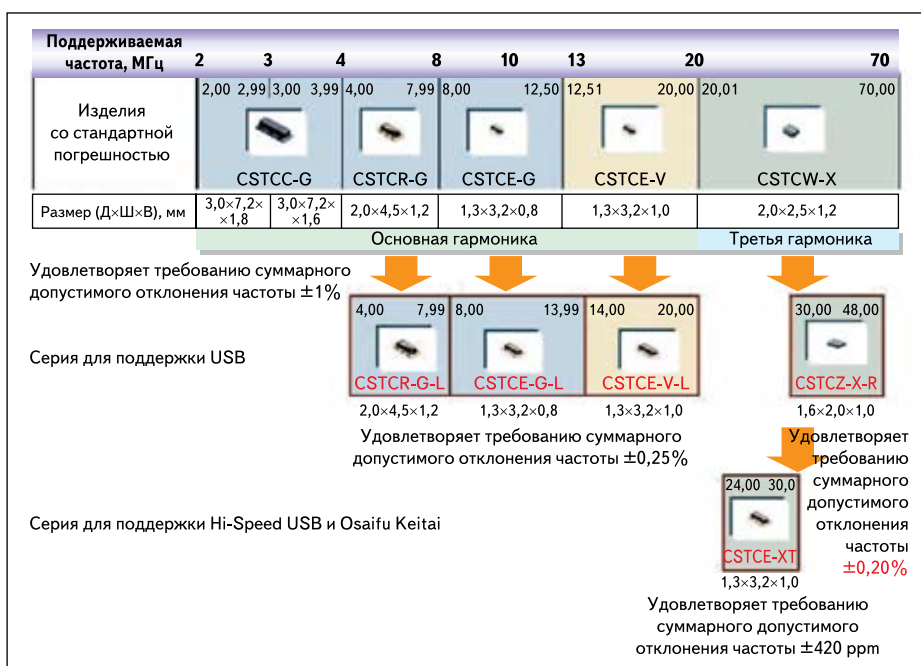 Поддерживаемая
частота, МГц 2 3 4 8 10 13 20 70
Изделия
со стандартной
погрешностью
2,00 2,99 3,00 3,99 4,00 7,99 8,00 12,50 12,51 20,00 20,01 70,00
CSTCC-G CSTCR-G CSTCE-G CSTCE-V CSTCW-X
Размер (Д×Ш×В), мм 3,0×7,2××1,8 3,0×7,2××1,6 2,0×4,5×1,2 1,3×3,2×0,8 1,3×3,2×1,0 2,0×2,5×1,2
Основная гармоника Третья гармоника
Удовлетворяет требованию суммарного
допустимого отклонения частоты ±1%
4,00 7,99 8,00 13,99 14,00 20,00 30,00 48,00
Серия для поддержки USB
CSTCR-G-L CSTCE-G-L CSTCE-V-L CSTCZ-X-R
2,0×4,5×1,2 1,3×3,2×0,8 1,3×3,2×1,0 1,6×2,0×1,0
Удовлетворяет требованию суммарного
допустимого отклонения частоты ±0,25%
Удовлетворяет
требованию
суммарного
допустимого
отклонения
частоты
±0,20%
24,00 30,0
Серия для поддержки Hi-Speed USB и Osaifu Keitai
CSTCE-XT
1,3×3,2×1,0
Удовлетворяет требованию
суммарного допустимого
отклонения частоты ±420 ppm